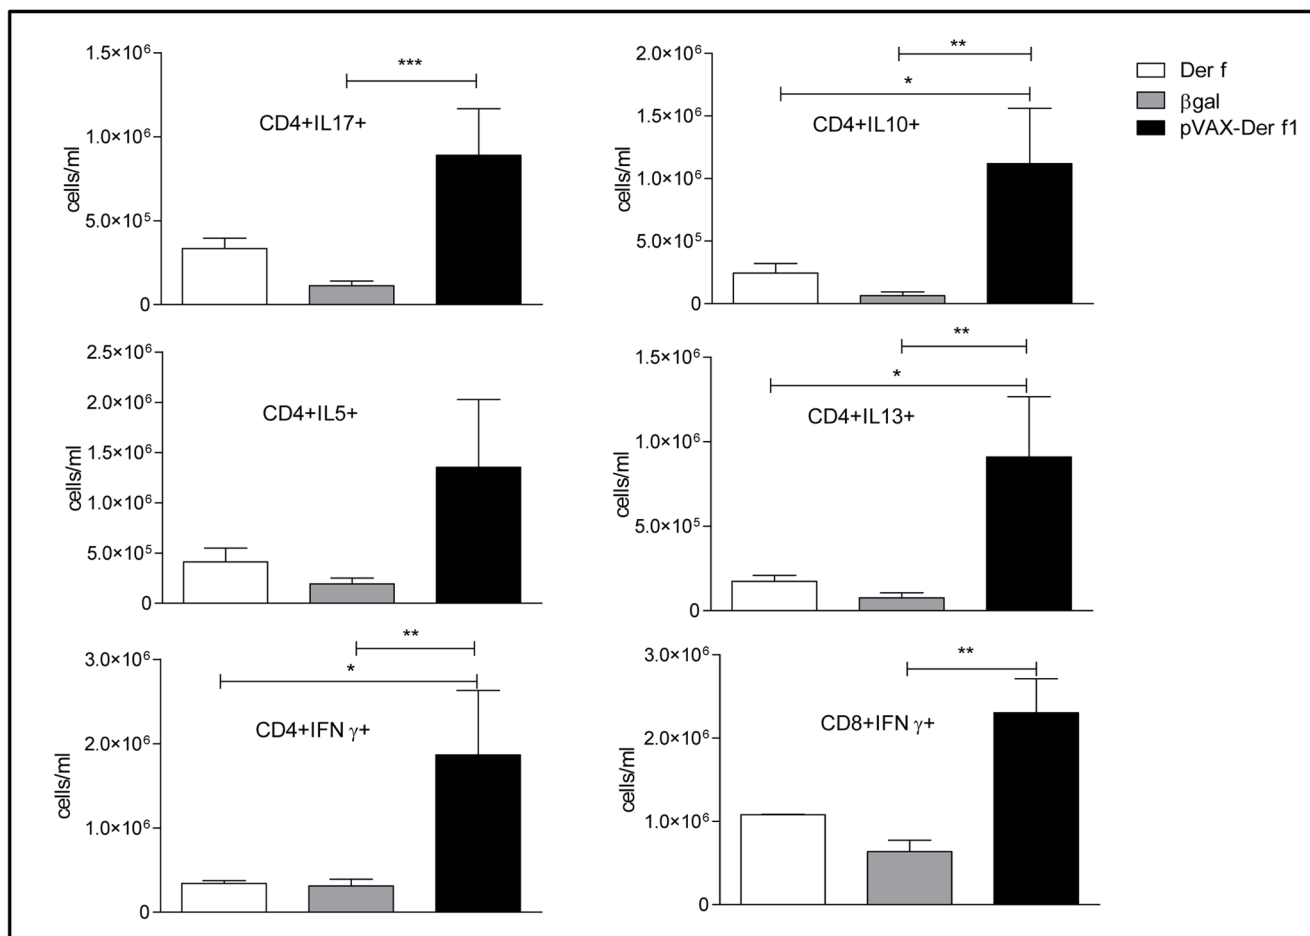 1.5×10⁶
1.0×10⁶
5.0×10⁵
0
cells/ml
CD4+IL17+
***
2.0×10⁶
1.5×10⁶
1.0×10⁶
5.0×10⁵
0
cells/ml
CD4+IL10+
**
*
Der f
βgal
pVAX-Der f1
2.5×10⁶
2.0×10⁶
1.5×10⁶
1.0×10⁶
5.0×10⁵
0
cells/ml
CD4+IL5+
1.5×10⁶
1.0×10⁶
5.0×10⁵
0
cells/ml
CD4+IL13+
**
*
3.0×10⁶
2.0×10⁶
1.0×10⁶
0
cells/ml
CD4+IFN γ+
**
*
3.0×10⁶
2.0×10⁶
1.0×10⁶
0
cells/ml
CD8+IFN γ+
**